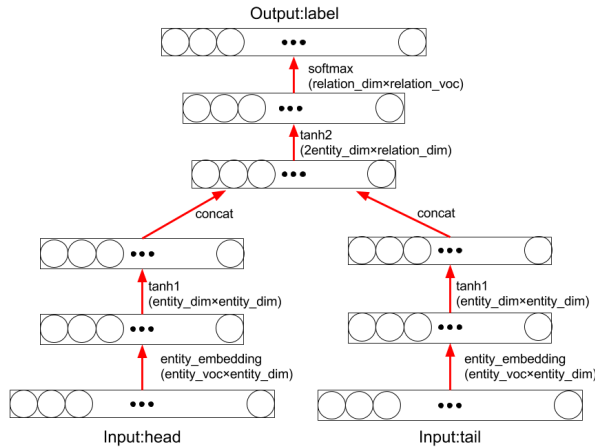 Output:label
softmax
(relation_dim×relation_voc)
tanh2
(2entity_dim×relation_dim)
concat
concat
tanh1
(entity_dim×entity_dim)
tanh1
(entity_dim×entity_dim)
entity_embedding
(entity_voc×entity_dim)
entity_embedding
(entity_voc×entity_dim)
Input:head
Input:tail